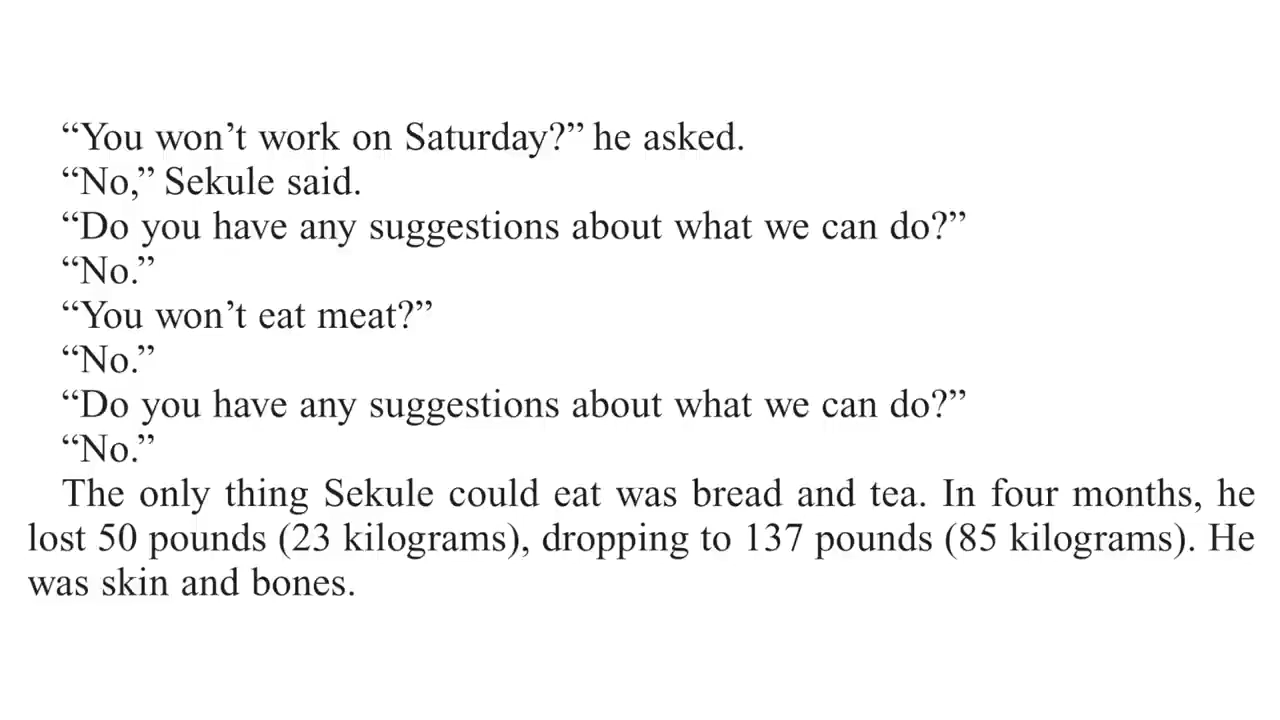 “You won’t work on Saturday?” he asked.
“No,” Sekule said.
“Do you have any suggestions about what we can do?”
“No.”
“You won’t eat meat?”
“No.”
“Do you have any suggestions about what we can do?”
“No.”
The only thing Sekule could eat was bread and tea. In four months, he
lost 50 pounds (23 kilograms), dropping to 137 pounds (85 kilograms). He
was skin and bones.